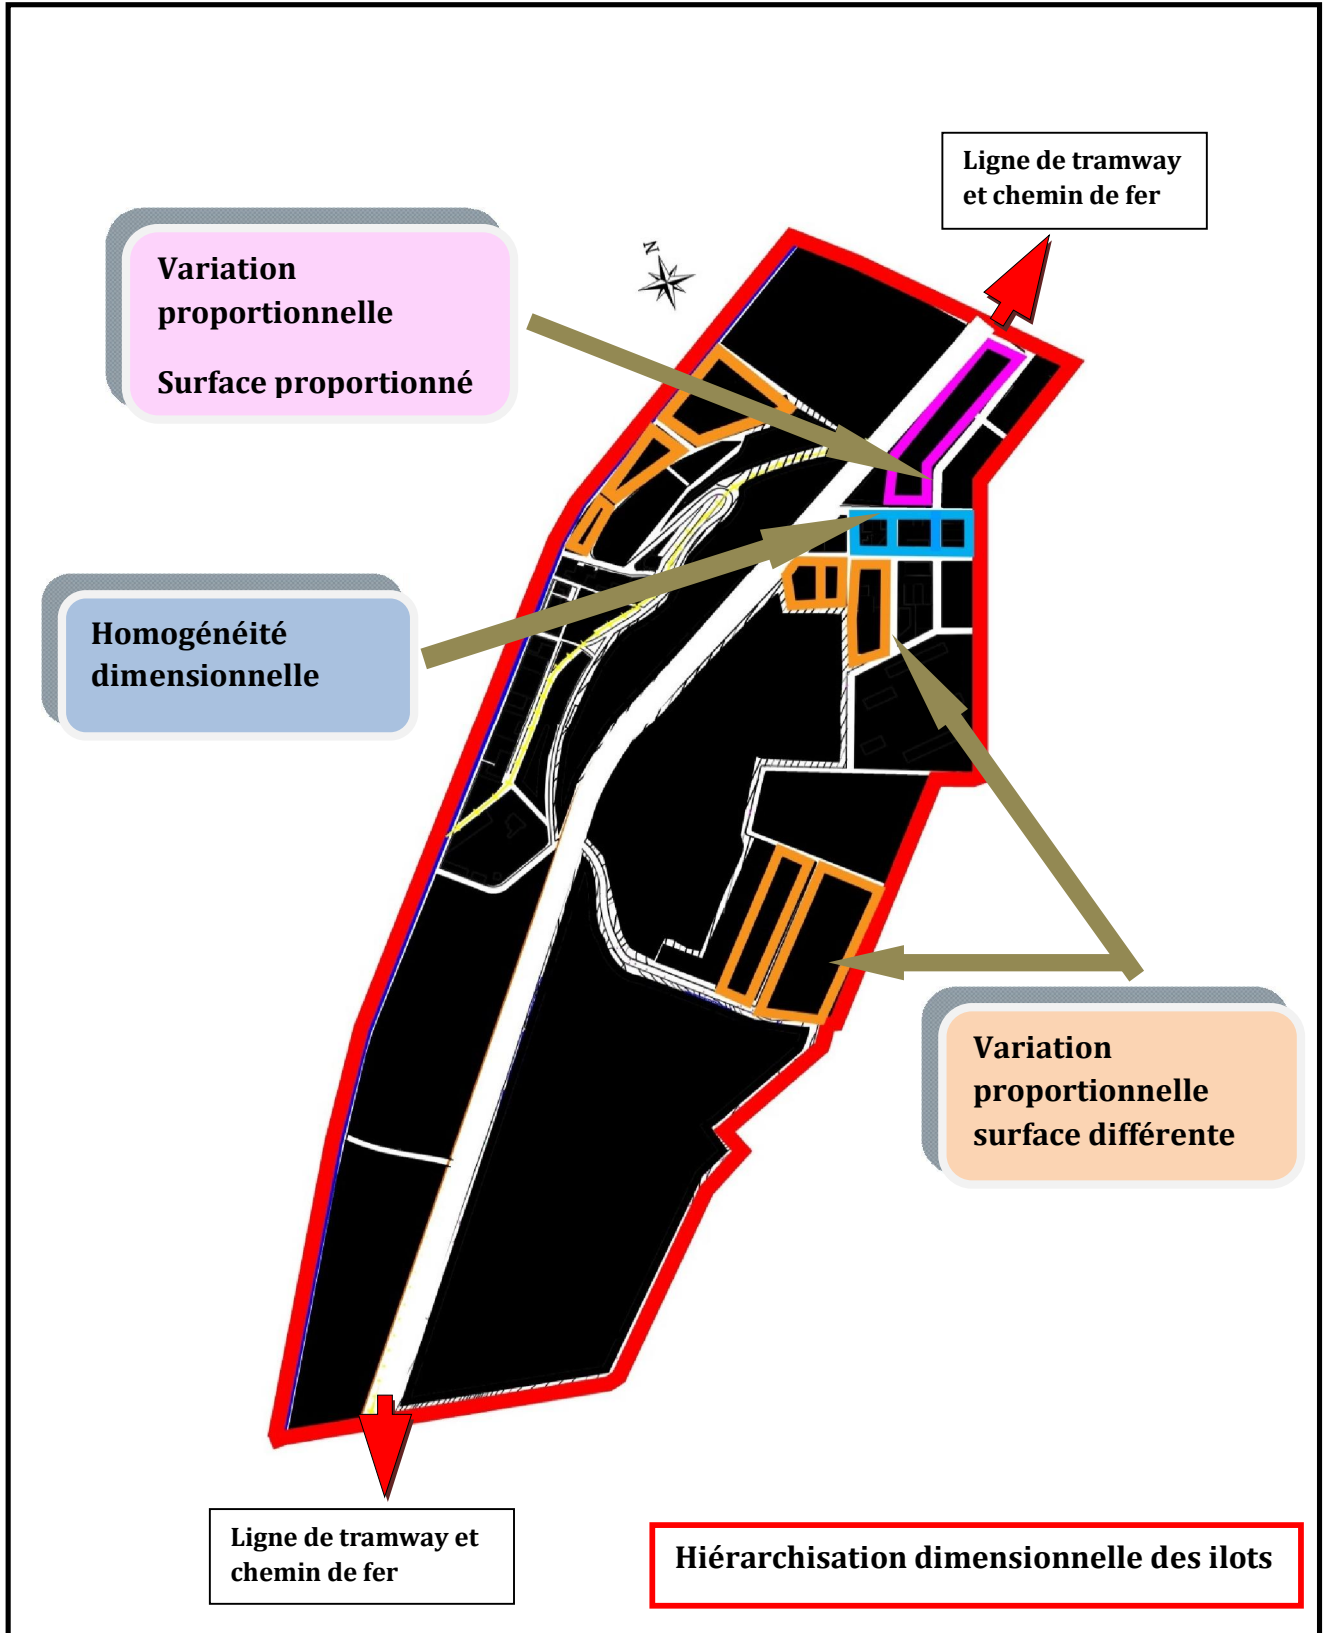 Ligne de tramway
et chemin de fer
N
Variation
proportionnelle
Surface proportionné
Homogénéité
dimensionnelle
Variation
proportionnelle
surface différente
Ligne de tramway et
chemin de fer
Hiérarchisation dimensionnelle des ilots